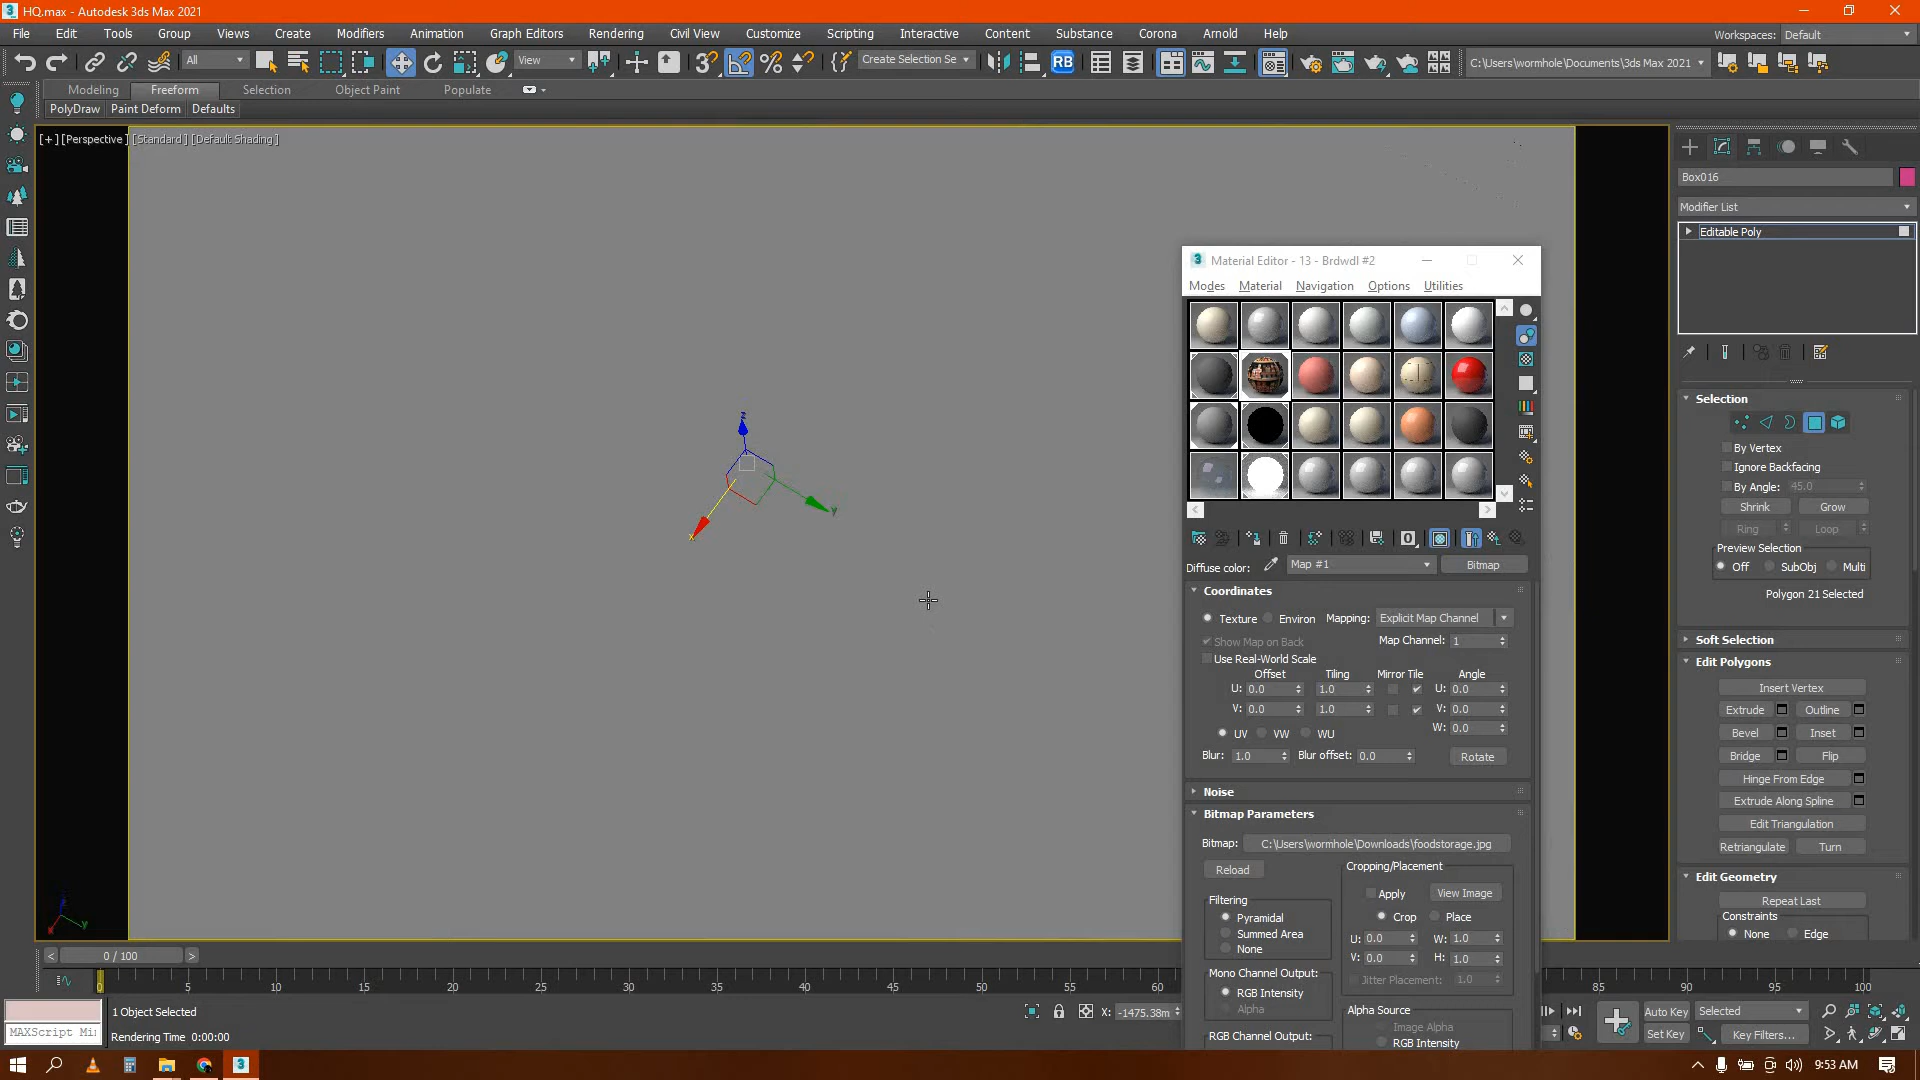 HQ.max - Autodesk 3ds Max 2021
File Edit Tools Group Views Create Modifiers Animation Graph Editors Rendering Civil View Customize Scripting Interactive Content Substance Corona Arnold Help
Workspaces: Default
All View Create Selection Se RB C:\Users\wormhole\Documents\3ds Max 2021
Modeling Freeform Selection Object Paint Populate
PolyDraw Paint Deform Defaults
[+] [Perspective] [Standard] [Default Shading]
z
x
y
Material Editor - 13 - Brdwdl #2
Modes Material Navigation Options Utilities
Diffuse color: Map #1 Bitmap
Coordinates
Texture Environ Mapping: Explicit Map Channel
Show Map on Back Map Channel: 1
Use Real-World Scale
Offset Tiling Mirror Tile Angle
U: 0.0 1.0 U: 0.0
V: 0.0 1.0 V: 0.0
W: 0.0
UV VW WU
Blur: 1.0 Blur offset: 0.0 Rotate
Noise
Bitmap Parameters
Bitmap: C:\Users\wormhole\Downloads\foodstorage.jpg
Reload
Cropping/Placement
Apply View Image
Crop Place
U: 0.0 W: 1.0
V: 0.0 H: 1.0
Jitter Placement: 1.0
Filtering
Pyramidal
Summed Area
None
Mono Channel Output:
RGB Intensity
Alpha
RGB Channel Output:
Alpha Source
Image Alpha
RGB Intensity
Box016
Modifier List
Editable Poly
Selection
By Vertex
Ignore Backfacing
By Angle: 45.0
Shrink Grow
Ring Loop
Preview Selection
Off SubObj Multi
Polygon 21 Selected
Soft Selection
Edit Polygons
Insert Vertex
Extrude Outline
Bevel Inset
Bridge Flip
Hinge From Edge
Extrude Along Spline
Edit Triangulation
Retriangulate Turn
Edit Geometry
Repeat Last
Constraints
None Edge
z
x
y
< 0 / 100 >
0 5 10 15 20 25 30 35 40 45 50 55 60 85 90 95 100
1 Object Selected
X: -1475.38m
MAXScript Mi
Rendering Time 0:00:00
Auto Key Selected
Set Key Key Filters...
9:53 AM